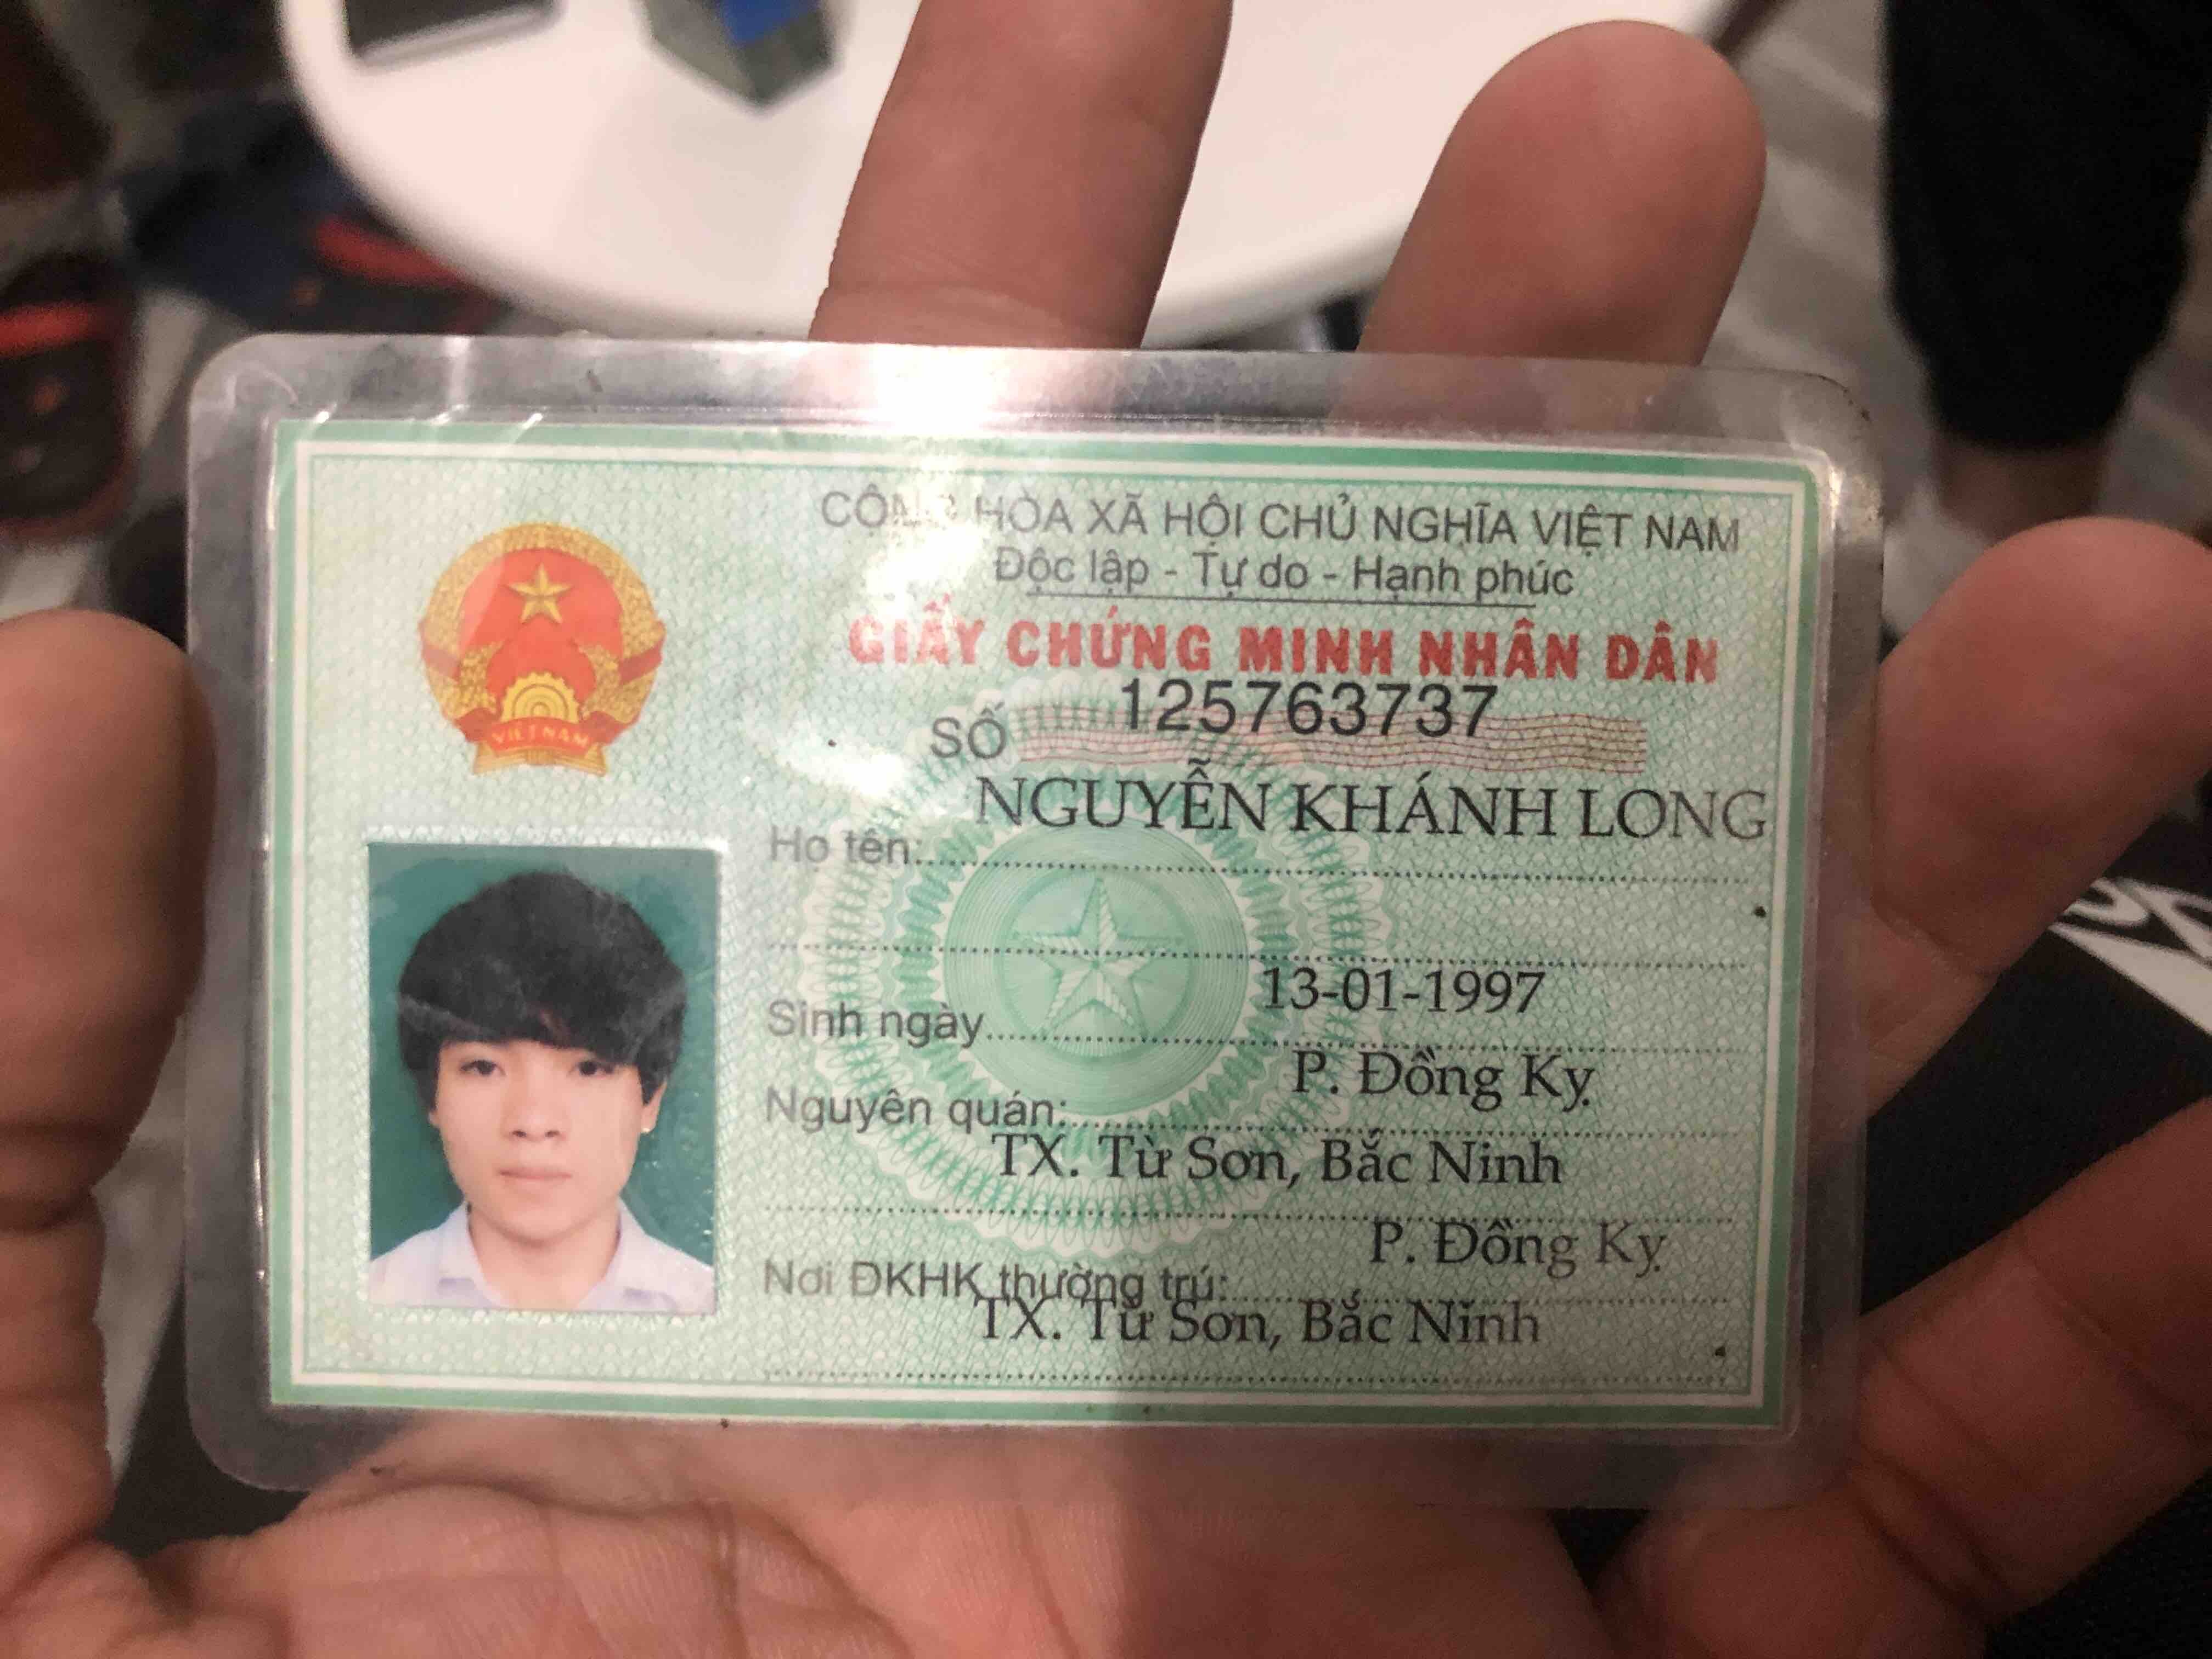 CỘNG HÒA XÃ HỘI CHỦ NGHĨA VIỆT NAM
Độc lập - Tự do - Hạnh phúc
GIẤY CHỨNG MINH NHÂN DÂN
SỐ 125763737
VIỆT NAM
Họ tên: NGUYỄN KHÁNH LONG
Sinh ngày 13-01-1997
Nguyên quán: P. Đồng Kỵ
TX. Từ Sơn, Bắc Ninh
Nơi ĐKHK thường trú: P. Đồng Kỵ
TX. Từ Sơn, Bắc Ninh